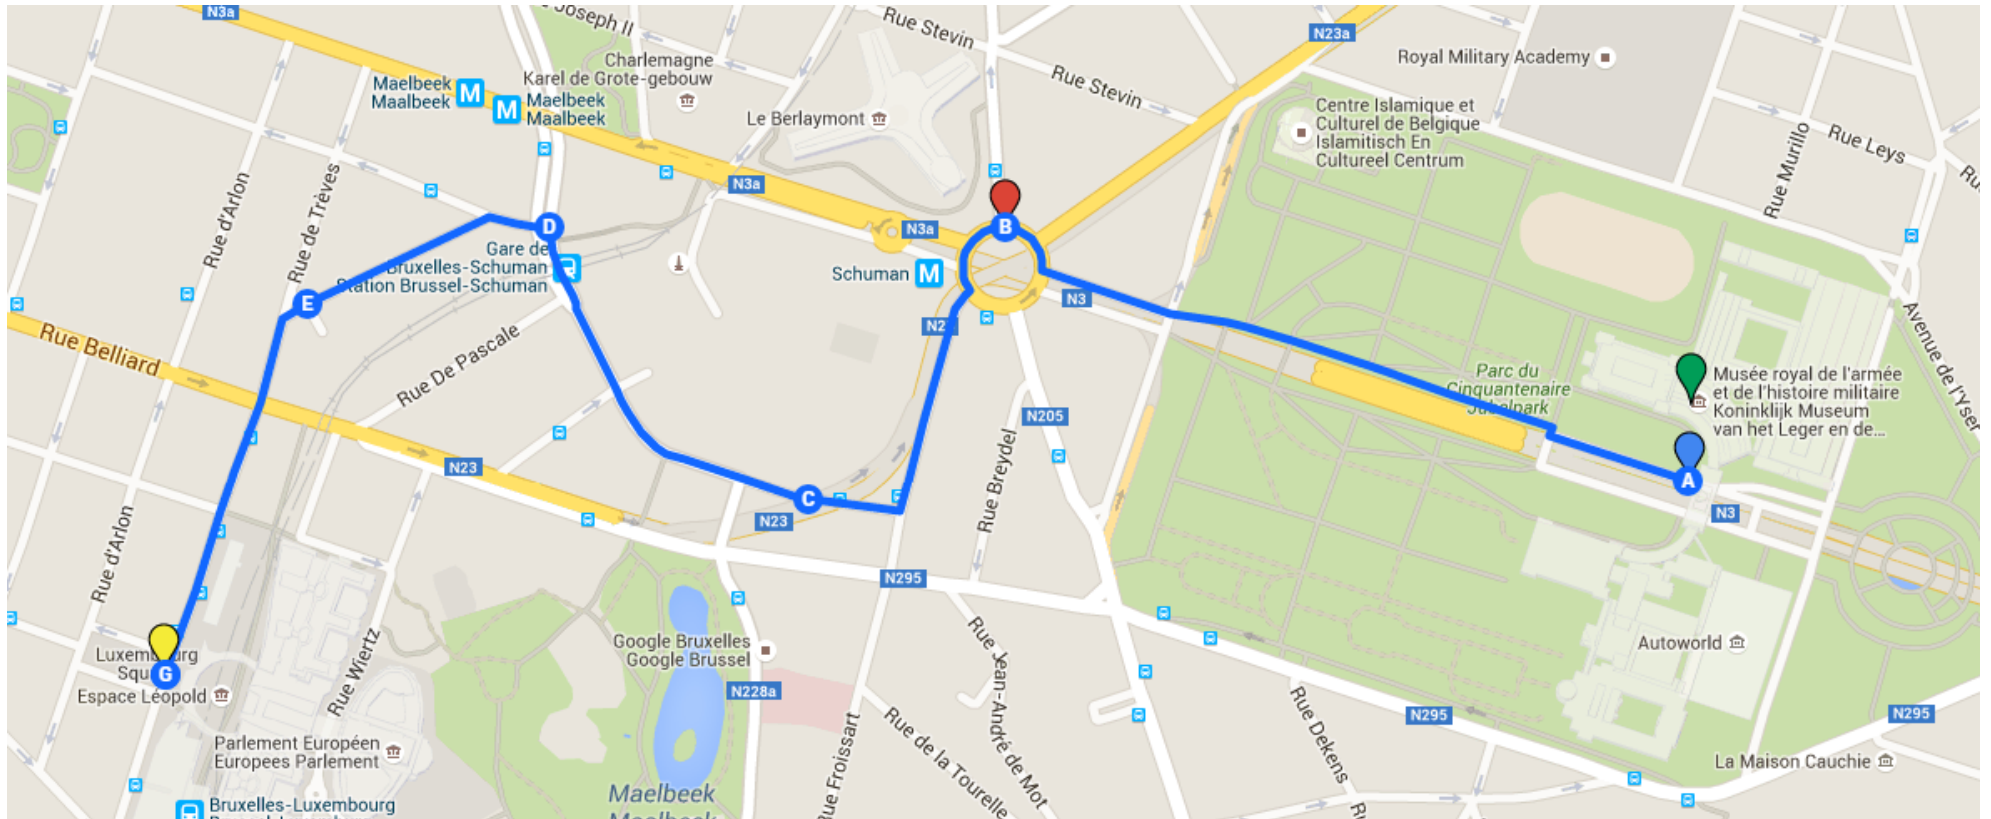 N3a
Joseph II
Rue Stevin
N23a
Royal Military Academy
Charlemagne
Karel de Grote-gebouw
Maelbeek
Maalbeek
M
M
Maelbeek
Maalbeek
Le Berlaymont
Rue Stevin
Centre Islamique et
Culturel de Belgique
Islamitisch En
Cultureel Centrum
Rue Murillo
Rue Leys
N3a
Rue d'Arlon
Rue de Trèves
D
B
N3a
Gare de
Bruxelles-Schuman
Station Brussel-Schuman
Schuman
M
E
N3
Avenue de l'Yser
Rue Belliard
Rue De Pascale
Parc du
Cinquantenaire
Jubelpark
Musée royal de l'armée
et de l'histoire militaire
Koninklijk Museum
van het Leger en de...
N205
Rue Breydel
N23
A
C
N23
N3
Rue d'Arlon
N295
Luxembourg
G
Espace Léopold
Rue Wiertz
Google Bruxelles
Google Brussel
N228a
Rue Jean-André de Mot
Autoworld
Rue Dekens
N295
N295
Parlement Européen
Europees Parlement
Rue Froissart
Rue de la Tourelle
La Maison Cauchie
Bruxelles-Luxembourg
Maelbeek